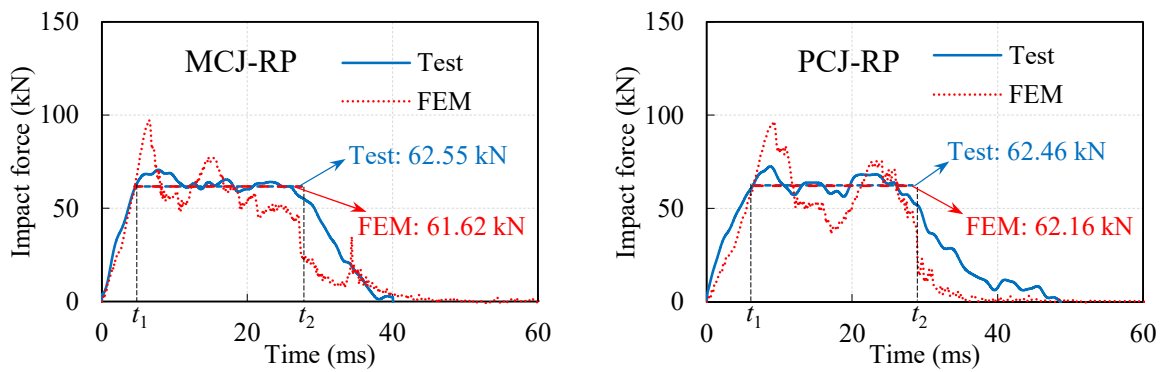 150
100
50
0
Impact force (kN)
MCJ-RP
Test
FEM
Test: 62.55 kN
FEM: 61.62 kN
0
t1
20
t2
40
60
Time (ms)
150
100
50
0
Impact force (kN)
PCJ-RP
Test
FEM
Test: 62.46 kN
FEM: 62.16 kN
0
t1
20
t2
40
60
Time (ms)